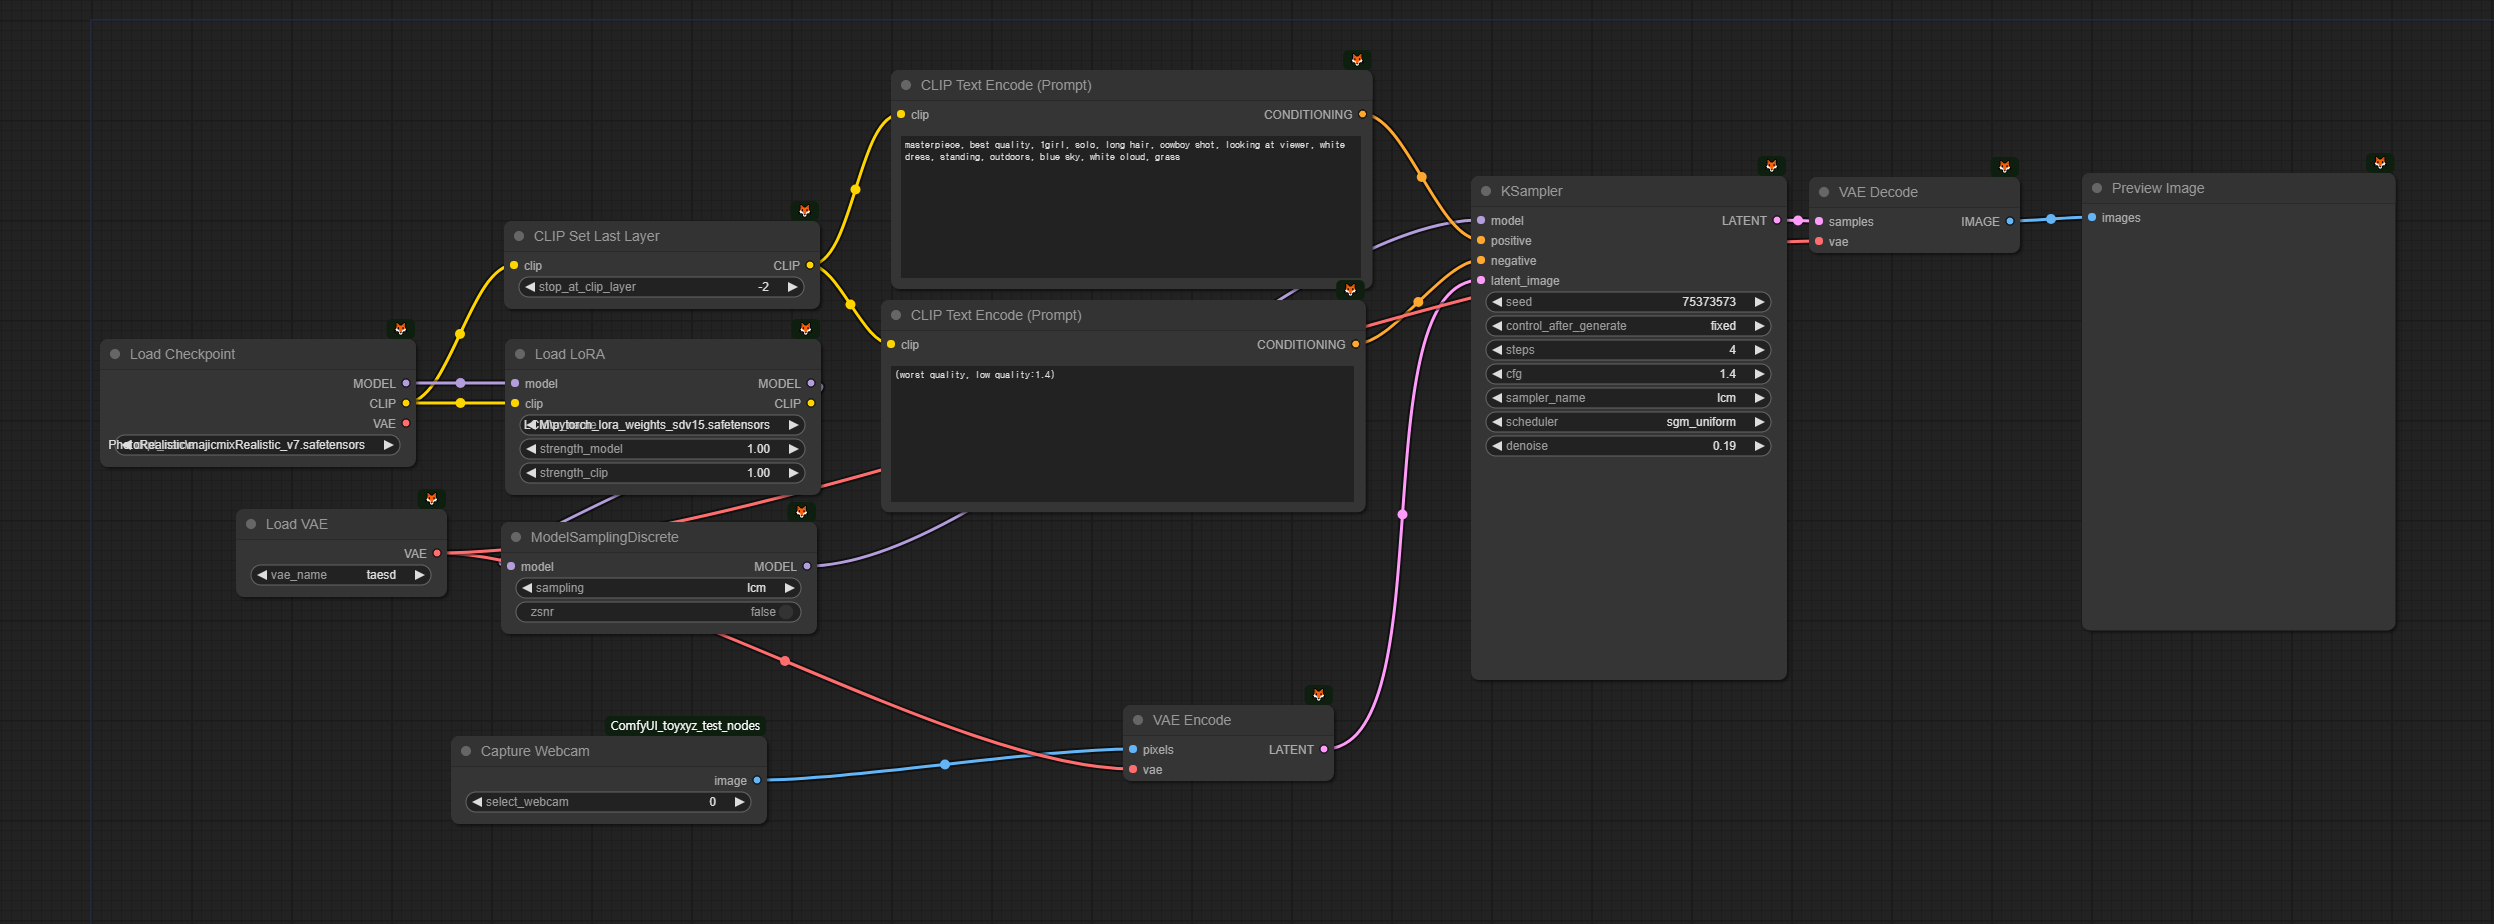 CLIP Text Encode (Prompt)
clip
CONDITIONING
masterpiece, best quality, 1girl, solo, long hair, cowboy shot, looking at viewer, white
dress, standing, outdoors, blue sky, white cloud, grass
CLIP Set Last Layer
clip
CLIP
stop_at_clip_layer
-2
CLIP Text Encode (Prompt)
clip
CONDITIONING
(worst quality, low quality:1.4)
Load Checkpoint
MODEL
CLIP
VAE
majicmixRealistic_v7.safetensors
Load LoRA
model
MODEL
clip
CLIP
pytorch_lora_weights_sdv15.safetensors
strength_model
1.00
strength_clip
1.00
Load VAE
VAE
vae_name
taesd
ModelSamplingDiscrete
model
MODEL
sampling
lcm
zsnr
false
ComfyUI_toyxyz_test_nodes
Capture Webcam
image
select_webcam
0
VAE Encode
pixels
LATENT
vae
KSampler
model
LATENT
positive
negative
latent_image
seed
75373573
control_after_generate
fixed
steps
4
cfg
1.4
sampler_name
lcm
scheduler
sgm_uniform
denoise
0.19
VAE Decode
samples
IMAGE
vae
Preview Image
images